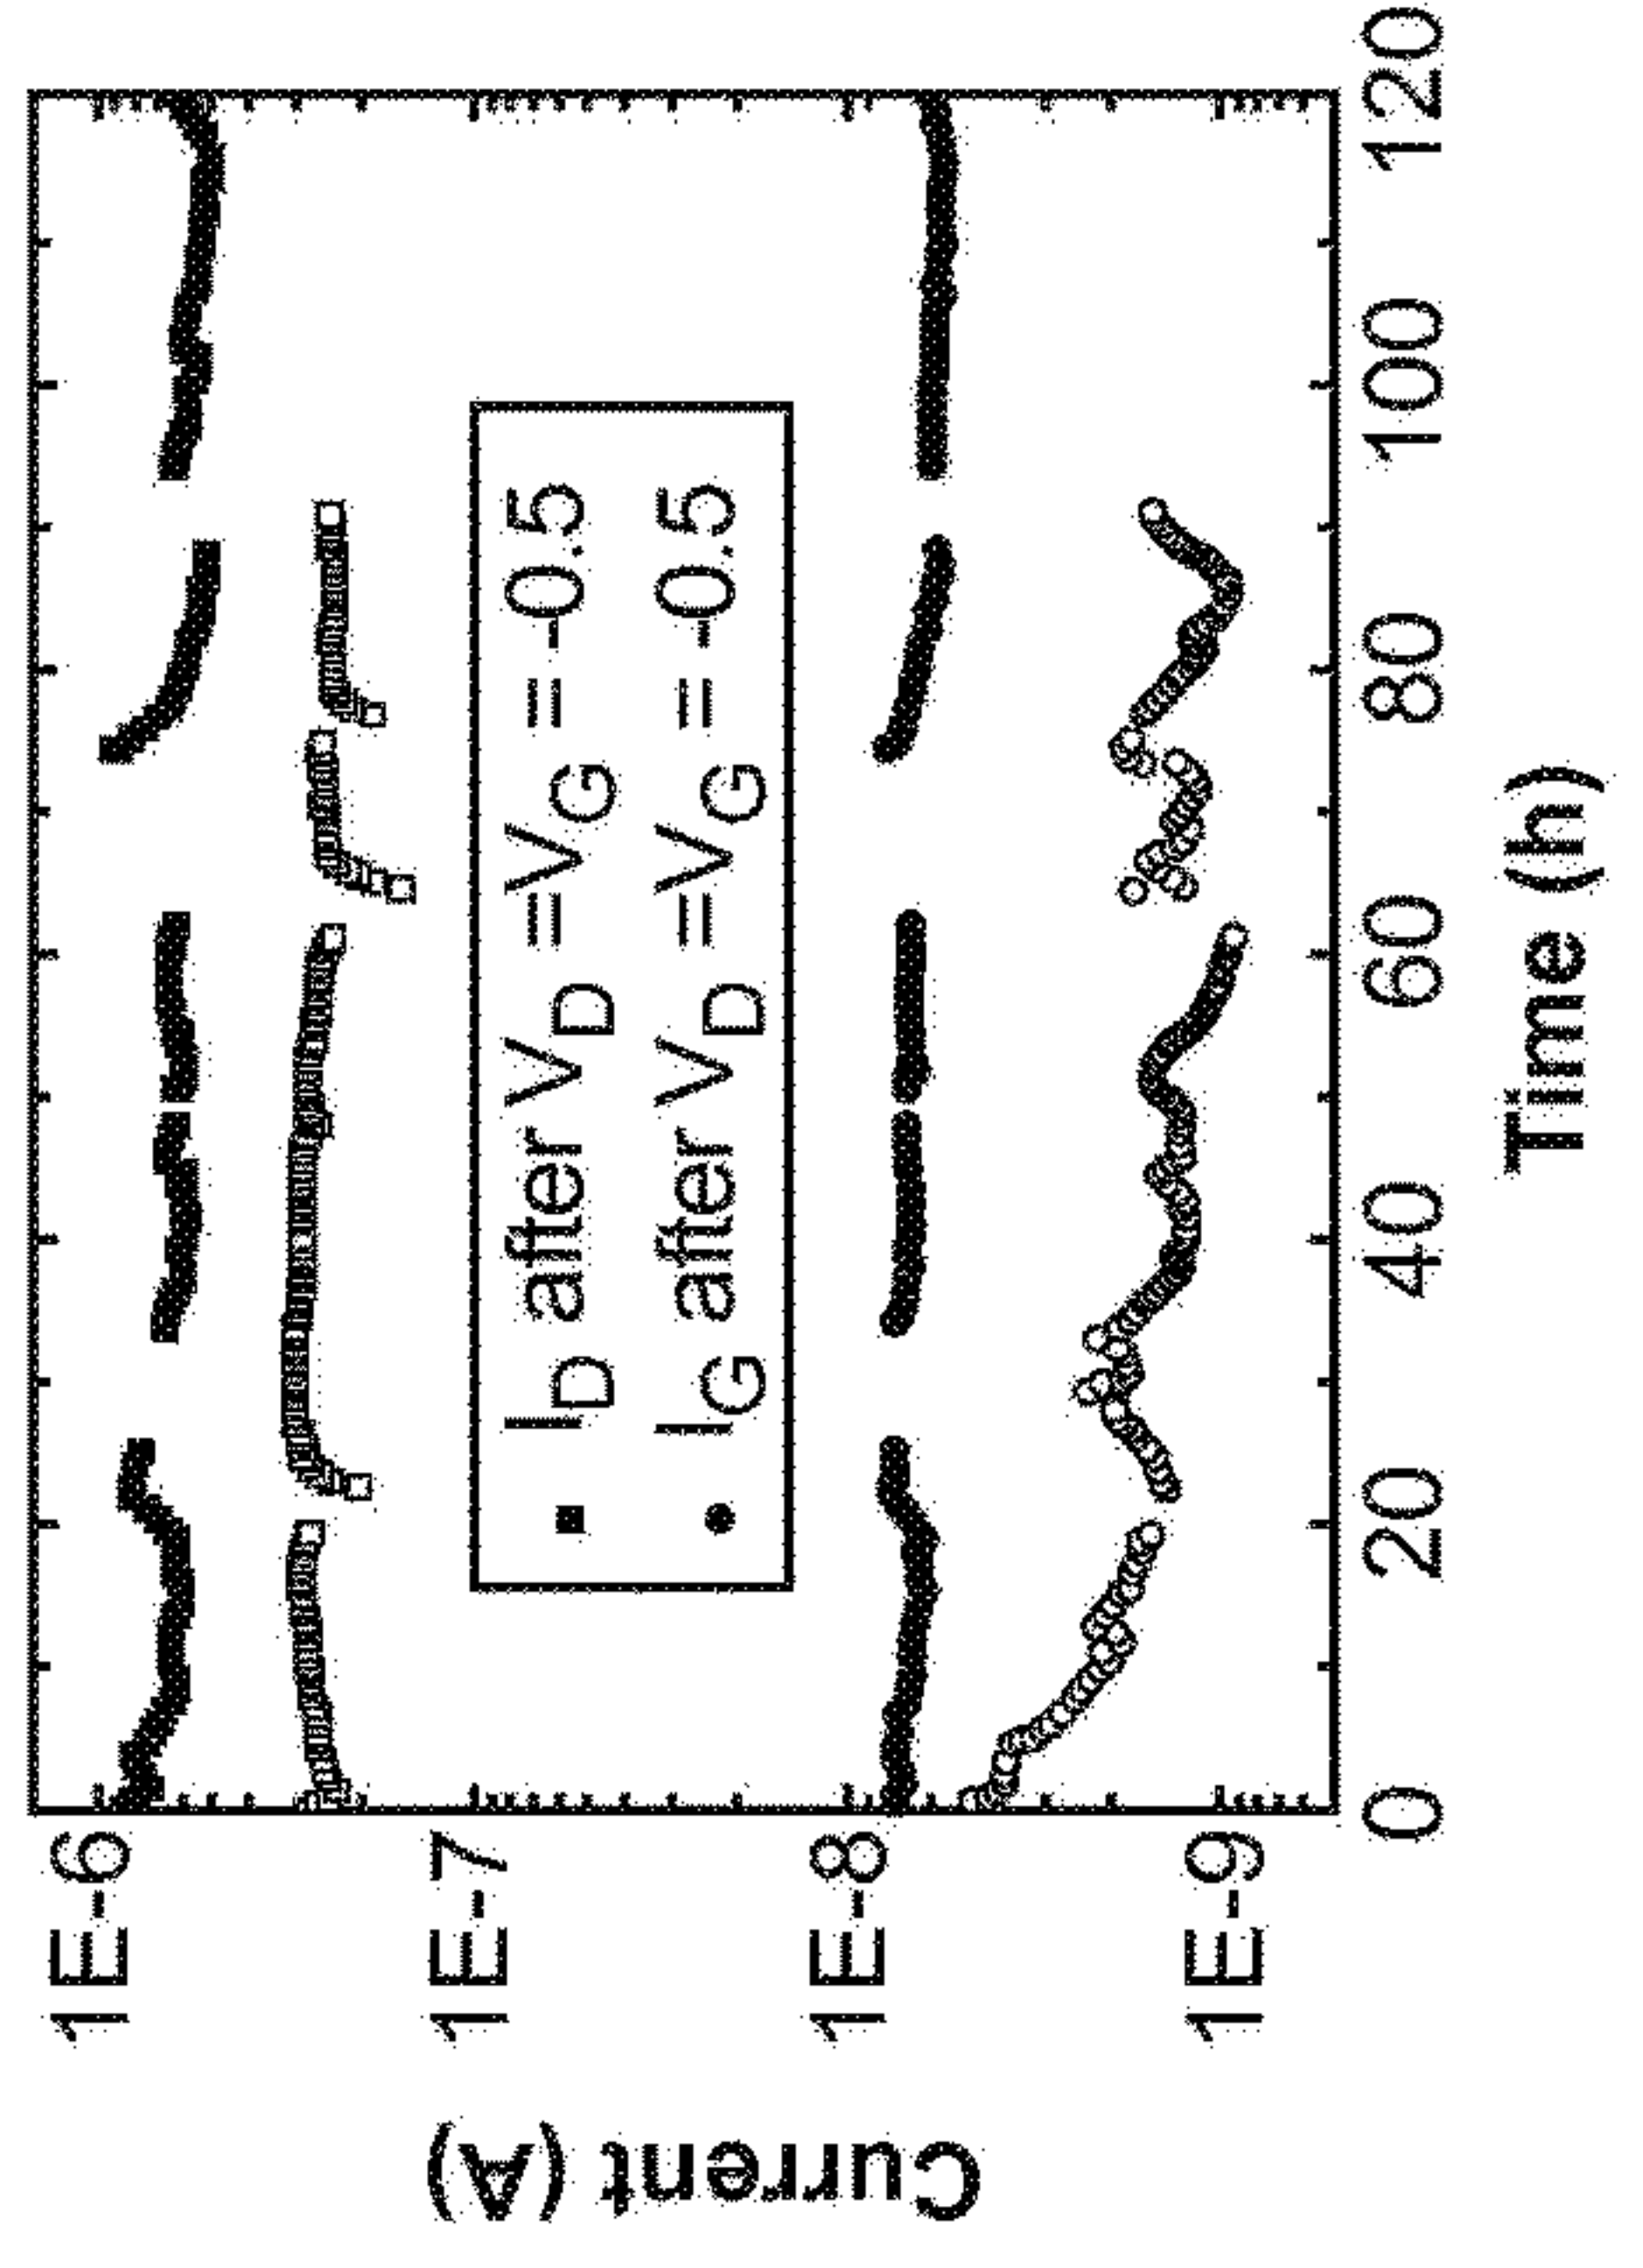 1E-6
1E-7
1E-8
1E-9
Current (A)
I_D after V_D =V_G = -0.5
I_G after V_D =V_G = -0.5
0 20 40 60 80 100 120
Time (h)